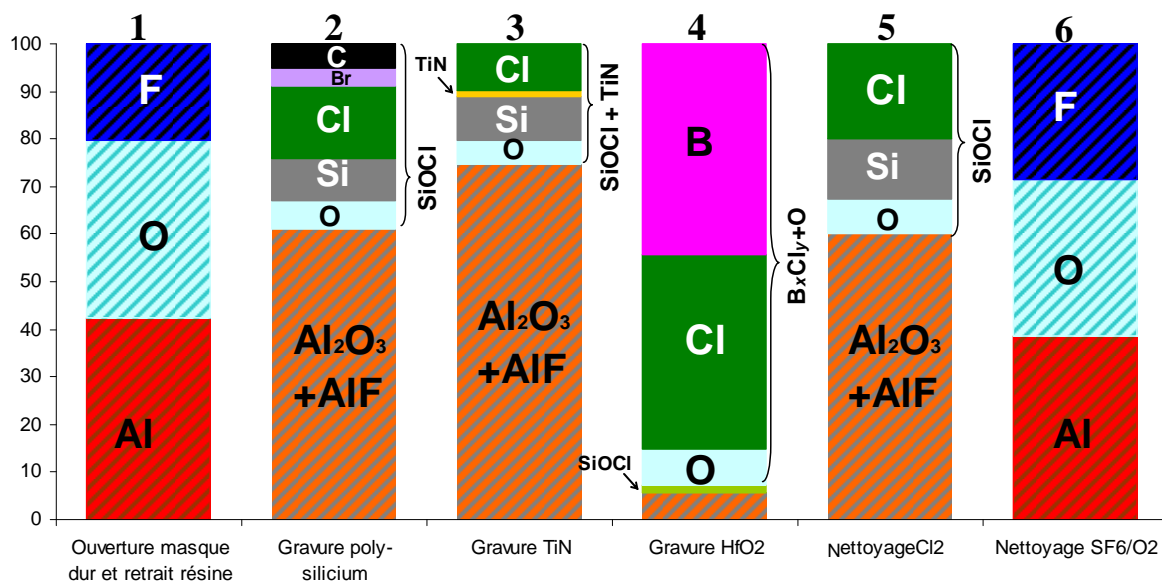 1 2 3 4 5 6
100
90
80
70
60
50
40
30
20
10
0
F
O
Al
C
Br
Cl
Si
O
Al₂O₃
+AlF
SiOCl
TiN
Cl
Si
O
Al₂O₃
+AlF
SiOCl + TiN
B
Cl
O
SiOCl
BxCly+O
Cl
Si
O
Al₂O₃
+AlF
SiOCl
F
O
Al
Ouverture masque
dur et retrait résine
Gravure poly-
silicium
Gravure TiN
Gravure HfO2
NettoyageCl2
Nettoyage SF6/O2